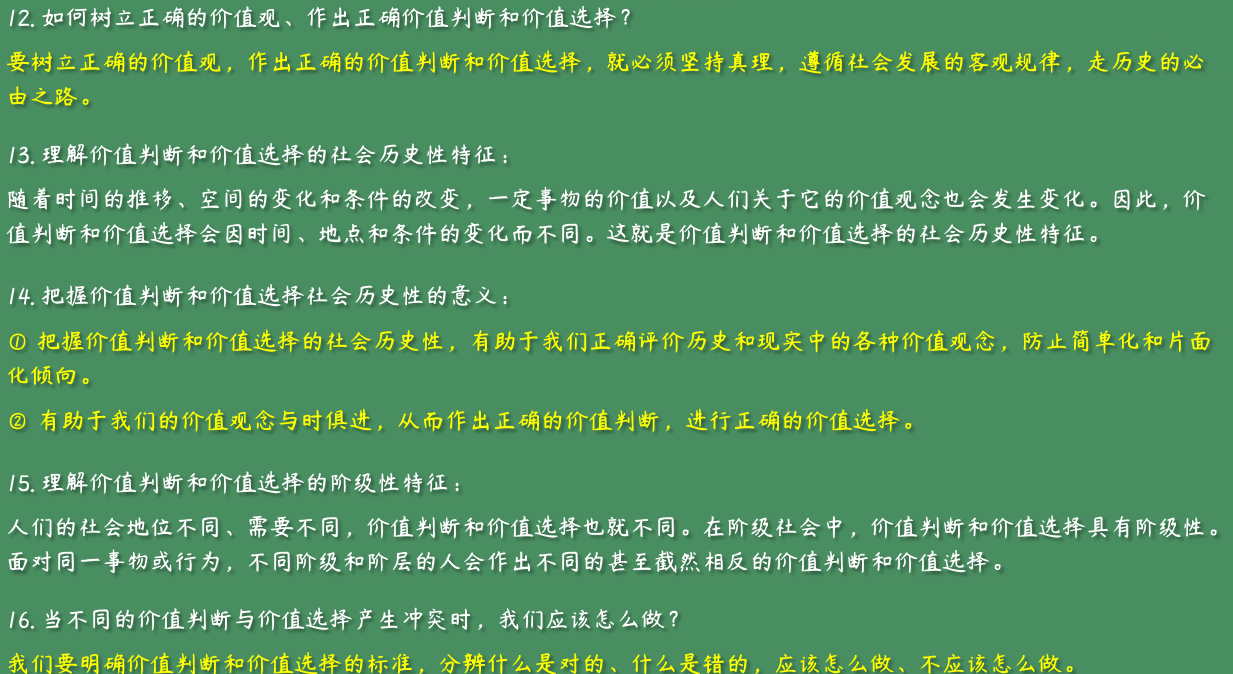 12. 如何树立正确的价值观、作出正确价值判断和价值选择？
要树立正确的价值观，作出正确的价值判断和价值选择，就必须坚持真理，遵循社会发展的客观规律，走历史的必
由之路。
13. 理解价值判断和价值选择的社会历史性特征：
随着时间的推移、空间的变化和条件的改变，一定事物的价值以及人们关于它的价值观念也会发生变化。因此，价
值判断和价值选择会因时间、地点和条件的变化而不同。这就是价值判断和价值选择的社会历史性特征。
14. 把握价值判断和价值选择社会历史性的意义：
① 把握价值判断和价值选择的社会历史性，有助于我们正确评价历史和现实中的各种价值观念，防止简单化和片面
化倾向。
② 有助于我们的价值观念与时俱进，从而作出正确的价值判断，进行正确的价值选择。
15. 理解价值判断和价值选择的阶级性特征：
人们的社会地位不同、需要不同，价值判断和价值选择也就不同。在阶级社会中，价值判断和价值选择具有阶级性。
面对同一事物或行为，不同阶级和阶层的人会作出不同的甚至截然相反的价值判断和价值选择。
16. 当不同的价值判断与价值选择产生冲突时，我们应该怎么做？
我们要明确价值判断和价值选择的标准，分辨什么是对的、什么是错的，应该怎么做、不应该怎么做。